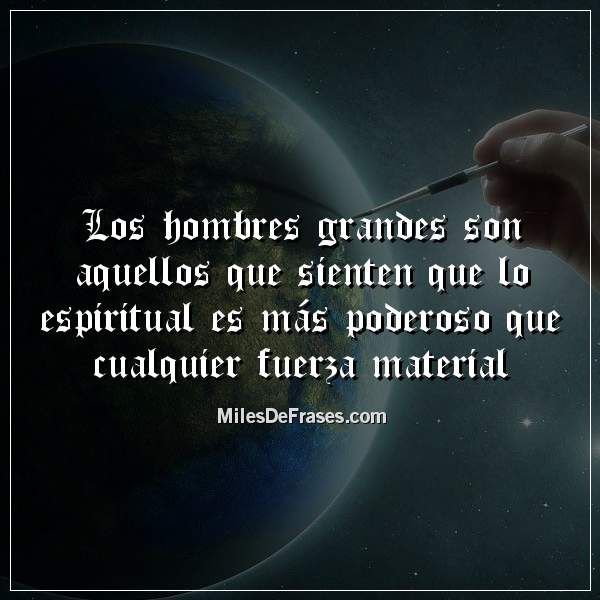 Los hombres grandes son
aquellos que sienten que lo
espiritual es más poderoso que
cualquier fuerza material
MilesDeFrases.com